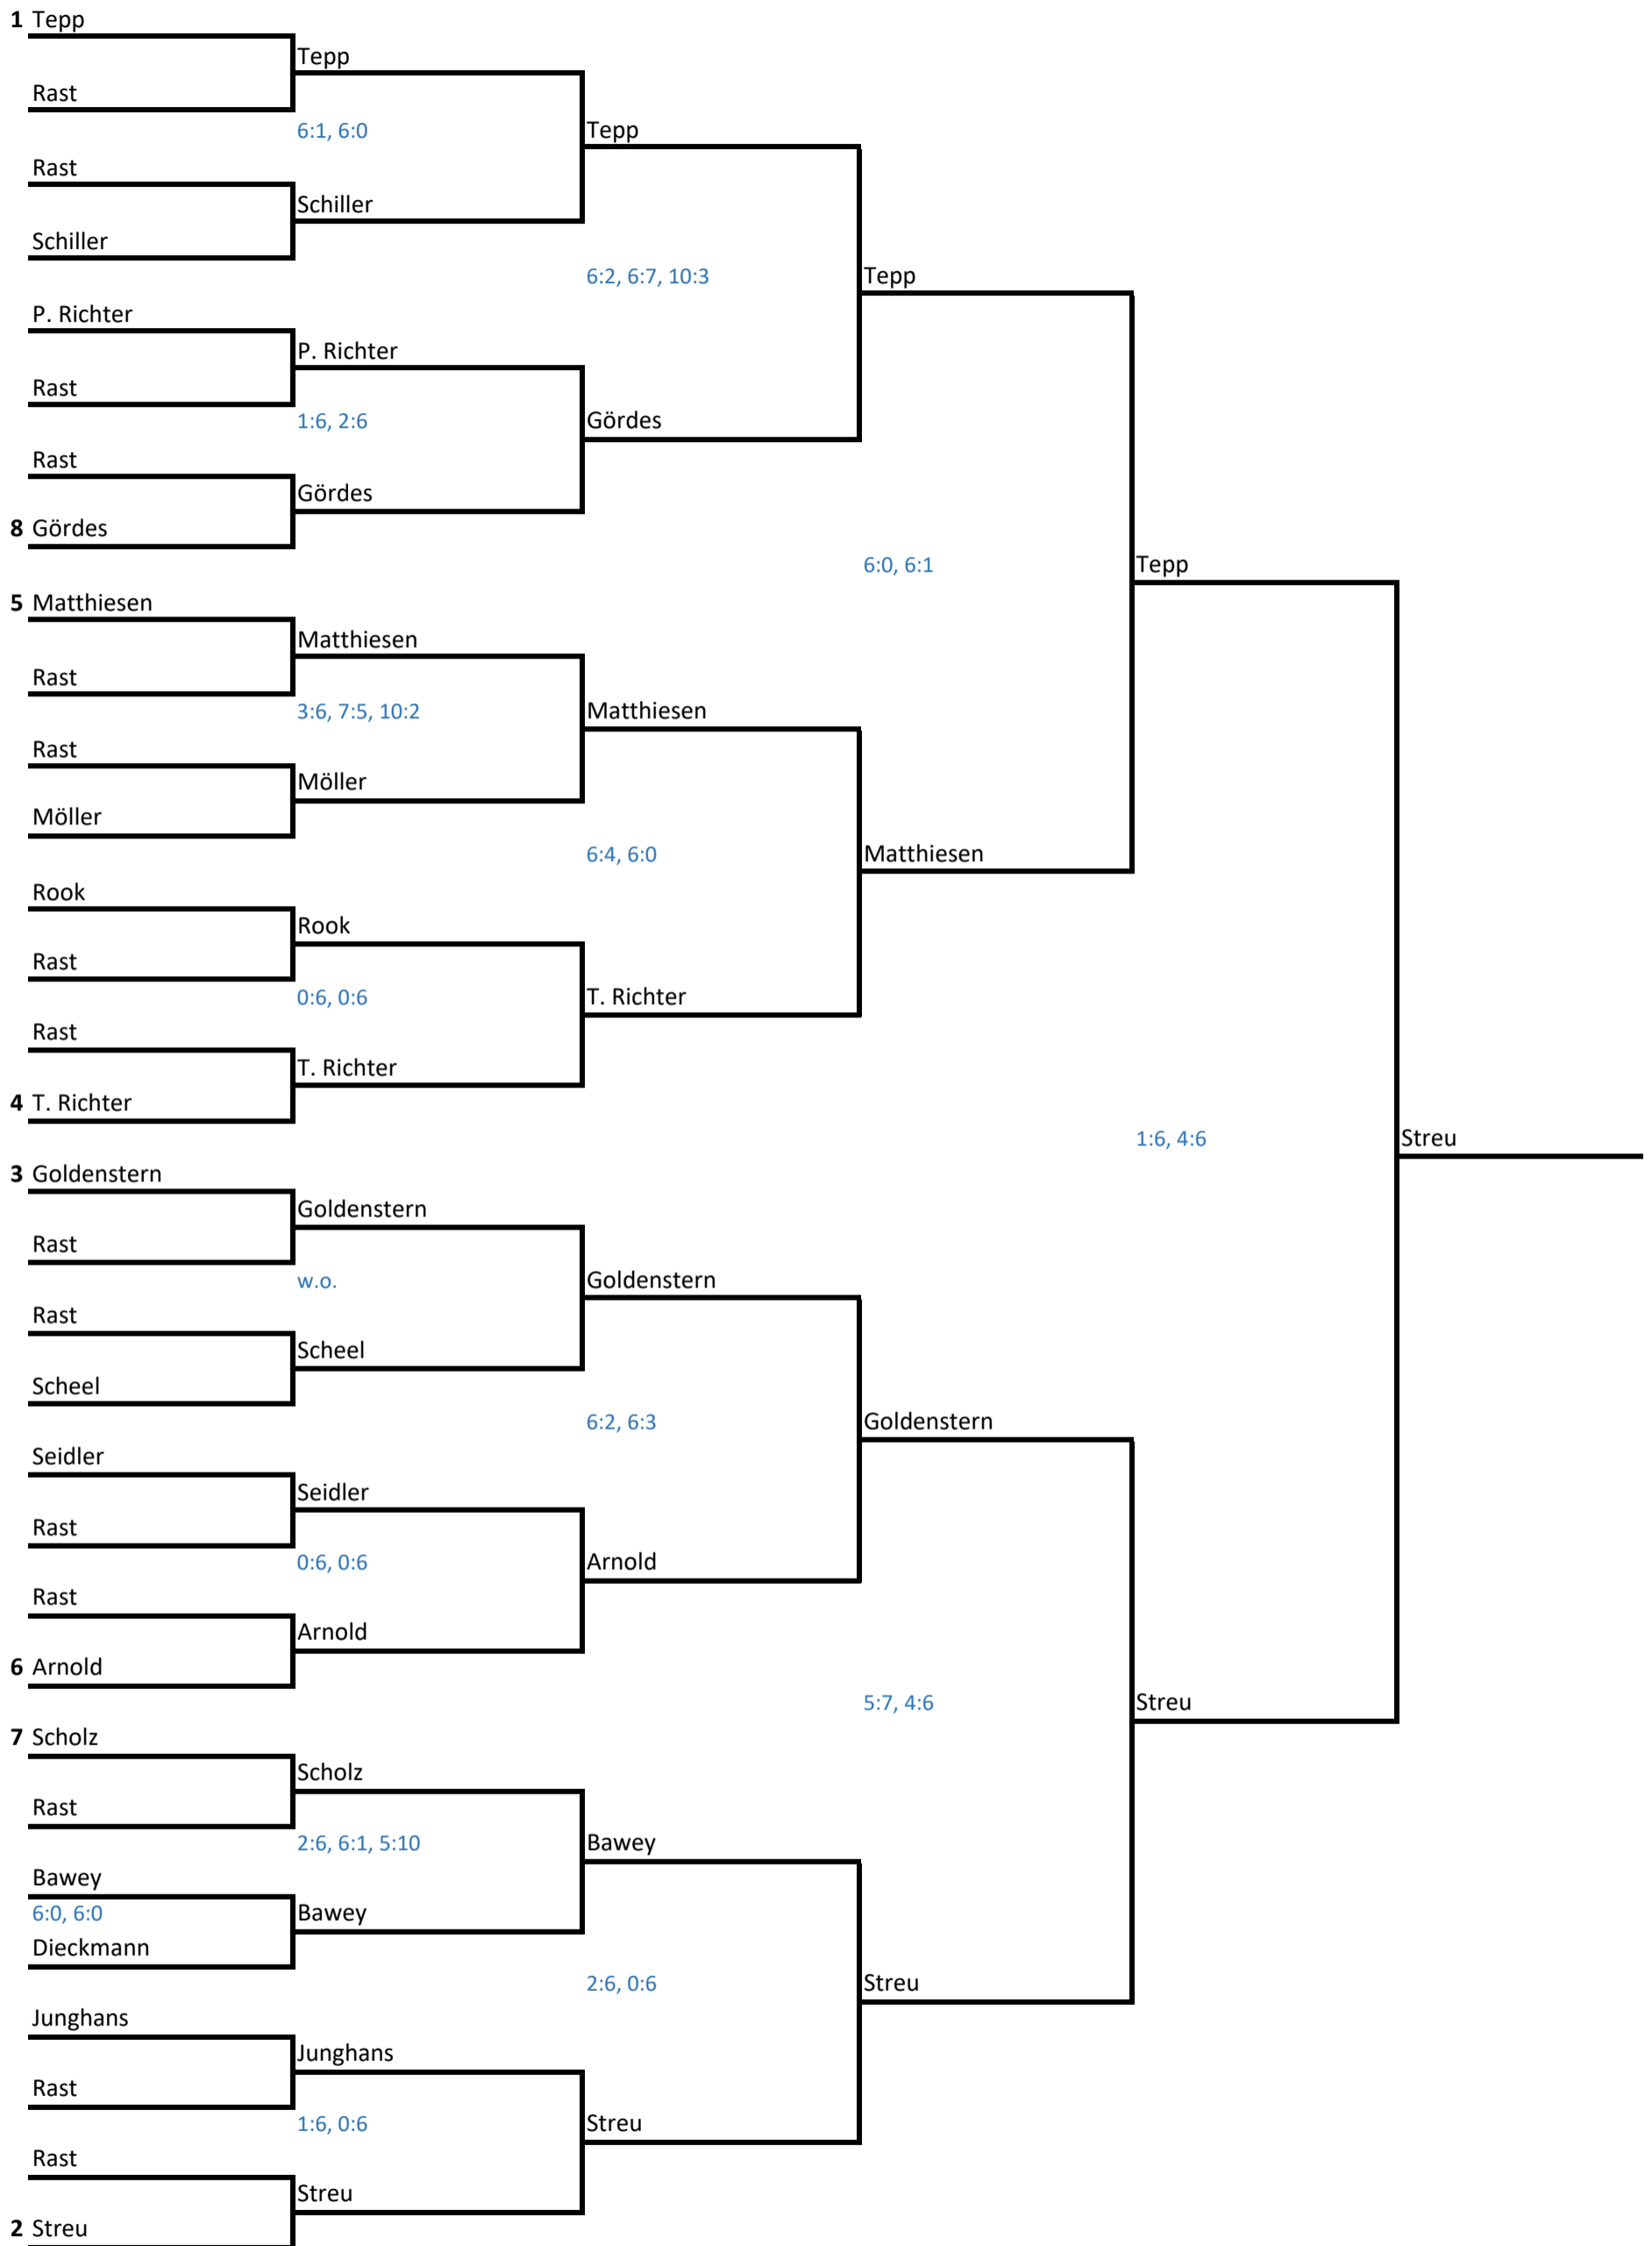 1 Tepp
Tepp
Rast
6:1, 6:0
Tepp
Rast
Schiller
Schiller
6:2, 6:7, 10:3
Tepp
P. Richter
P. Richter
Rast
1:6, 2:6
Gördes
Rast
Gördes
8 Gördes
6:0, 6:1
Tepp
5 Matthiesen
Matthiesen
Rast
3:6, 7:5, 10:2
Matthiesen
Rast
Möller
Möller
6:4, 6:0
Matthiesen
Rook
Rook
Rast
0:6, 0:6
T. Richter
Rast
T. Richter
4 T. Richter
1:6, 4:6
Streu
3 Goldenstern
Goldenstern
Rast
w.o.
Goldenstern
Rast
Scheel
Scheel
6:2, 6:3
Goldenstern
Seidler
Seidler
Rast
0:6, 0:6
Arnold
Rast
Arnold
6 Arnold
5:7, 4:6
Streu
7 Scholz
Scholz
Rast
2:6, 6:1, 5:10
Bawey
Bawey
6:0, 6:0
Bawey
Dieckmann
2:6, 0:6
Streu
Junghans
Junghans
Rast
1:6, 0:6
Streu
Rast
Streu
2 Streu